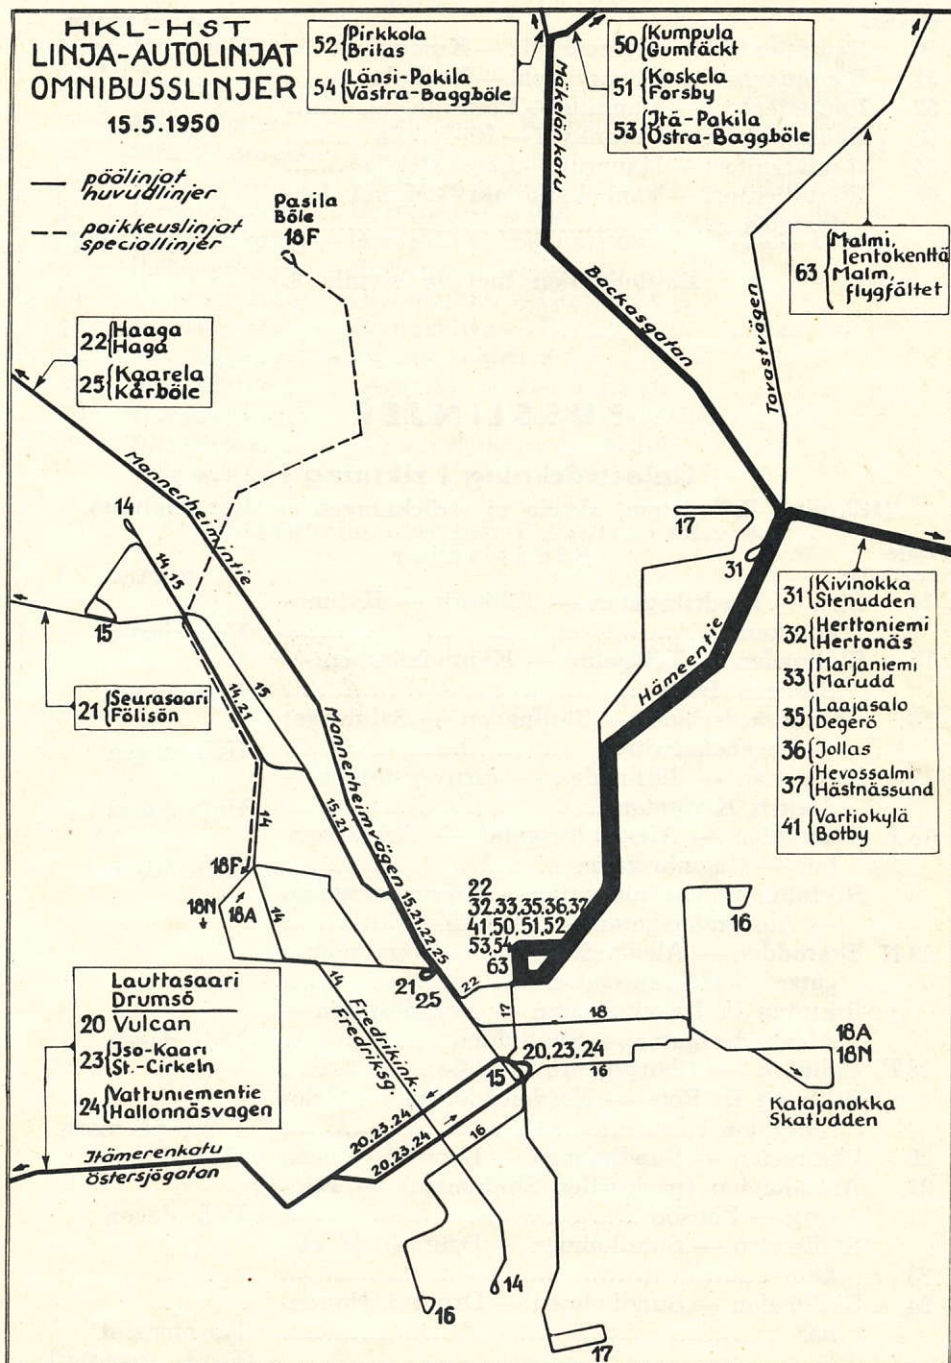 HKL-HST
LINJA-AUTOLINJAT
OMNIBUSSLINJER
15.5.1950
päälinjat
huvudlinjer
poikkeuslinjat
speciallinjer
52 Pirkkola
Britas
54 Länsi-Pakila
Västra-Baggböle
50 Kumpula
Gumtäckt
51 Koskela
Forsby
53 Itä-Pakila
Östra-Baggböle
Mäkelänkatu
Backasgatan
Tavastvägen
63 Malmi,
lentokenttä
Malm,
flygfältet
Pasila
Böle
18F
22 Haaga
Haga
25 Kaarela
Kårböle
Mannerheimintie
14
14,15
15
21 Seurasaari
Fölisön
15
14,21
Mannerheimvägen
15,21
14
17
31
Hämeentie
31 Kivinokka
Stenudden
32 Herttoniemi
Hertonäs
33 Marjaniemi
Marudd
35 Laajasalo
Degerö
36 Jollas
37 Hevossalmi
Hästnässund
41 Vartiokylä
Botby
18F
18N
18A
14
15,21,22,25
22
32,33,35,36,37
41,50,51,52
53,54
63
16
21
25
22
41
18
18A
18N
Katajanokka
Skatudden
Lauttasaari
Drumsö
20 Vulcan
23 Iso-Kaari
St.-Cirkeln
24 Vattuniementie
Hallonnäsvagen
14
Fredrikink.
Fredriksg.
15
20,23,24
16
20,23,24
20,23,24
16
Itämerenkatu
Östersjögatan
14
16
17